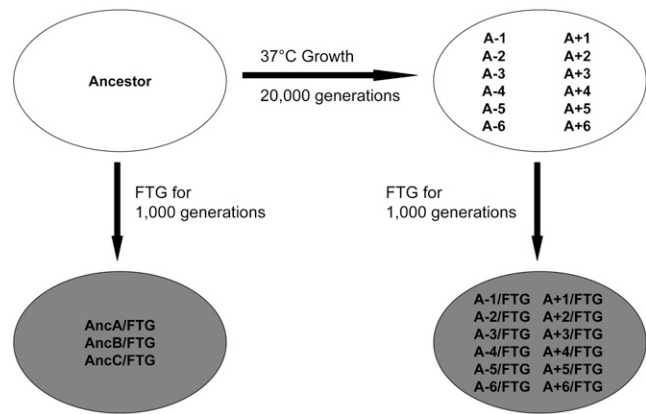 Ancestor
37°C Growth
20,000 generations
A-1 A+1
A-2 A+2
A-3 A+3
A-4 A+4
A-5 A+5
A-6 A+6
FTG for
1,000 generations
FTG for
1,000 generations
AncA/FTG
AncB/FTG
AncC/FTG
A-1/FTG A+1/FTG
A-2/FTG A+2/FTG
A-3/FTG A+3/FTG
A-4/FTG A+4/FTG
A-5/FTG A+5/FTG
A-6/FTG A+6/FTG